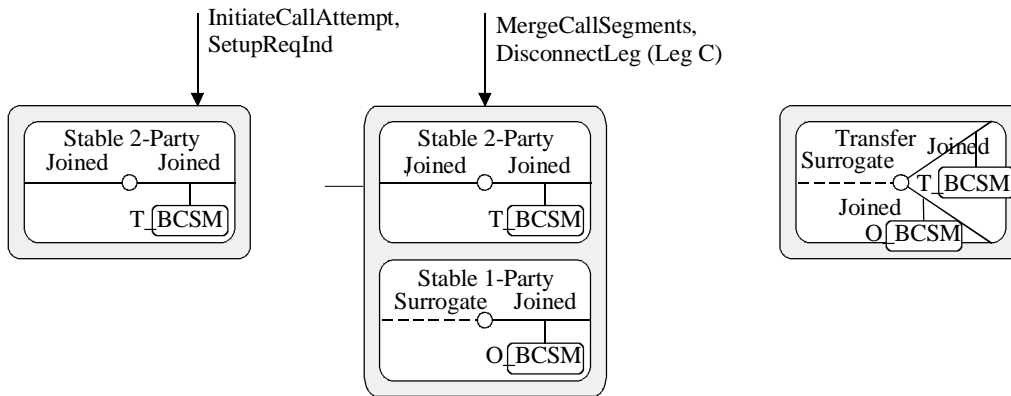 InitiateCallAttempt,
SetupReqInd
MergeCallSegments,
DisconnectLeg (Leg C)
Stable 2-Party
Joined Joined
T_BCSM
Stable 2-Party
Joined Joined
T_BCSM
Stable 1-Party
Surrogate Joined
O_BCSM
Transfer
Joined
Surrogate
T_BCSM
Joined
O_BCSM